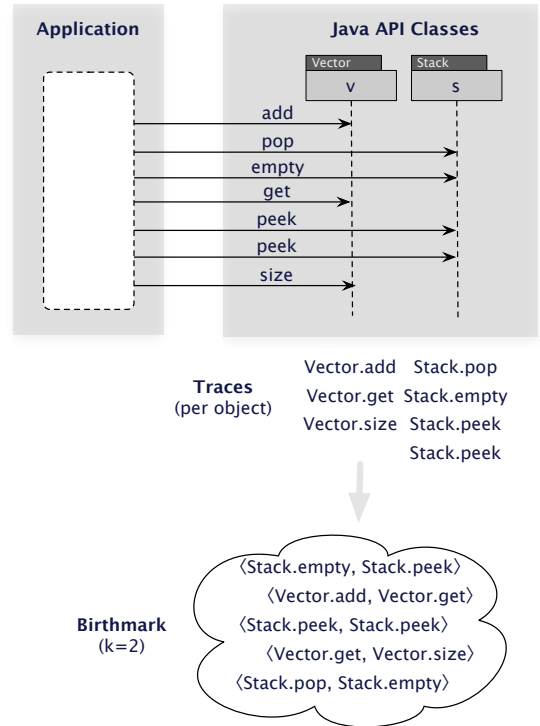 Application
Java API Classes
Vector
Stack
v
s
add
pop
empty
get
peek
peek
size
Traces
(per object)
Vector.add Stack.pop
Vector.get Stack.empty
Vector.size Stack.peek
Stack.peek
Birthmark
(k=2)
〈Stack.empty, Stack.peek〉
〈Vector.add, Vector.get〉
〈Stack.peek, Stack.peek〉
〈Vector.get, Vector.size〉
〈Stack.pop, Stack.empty〉